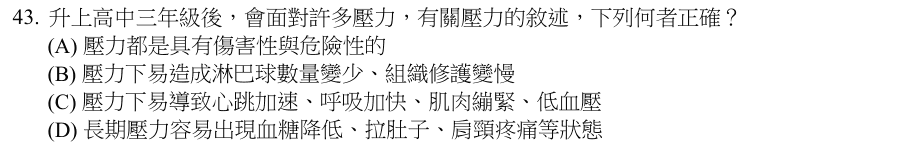 43. 升上高中三年級後，會面對許多壓力，有關壓力的敘述，下列何者正確？
(A) 壓力都是具有傷害性與危險性的
(B) 壓力下易造成淋巴球數量變少、組織修護變慢
(C) 壓力下易導致心跳加速、呼吸加快、肌肉繃緊、低血壓
(D) 長期壓力容易出現血糖降低、拉肚子、肩頸疼痛等狀態